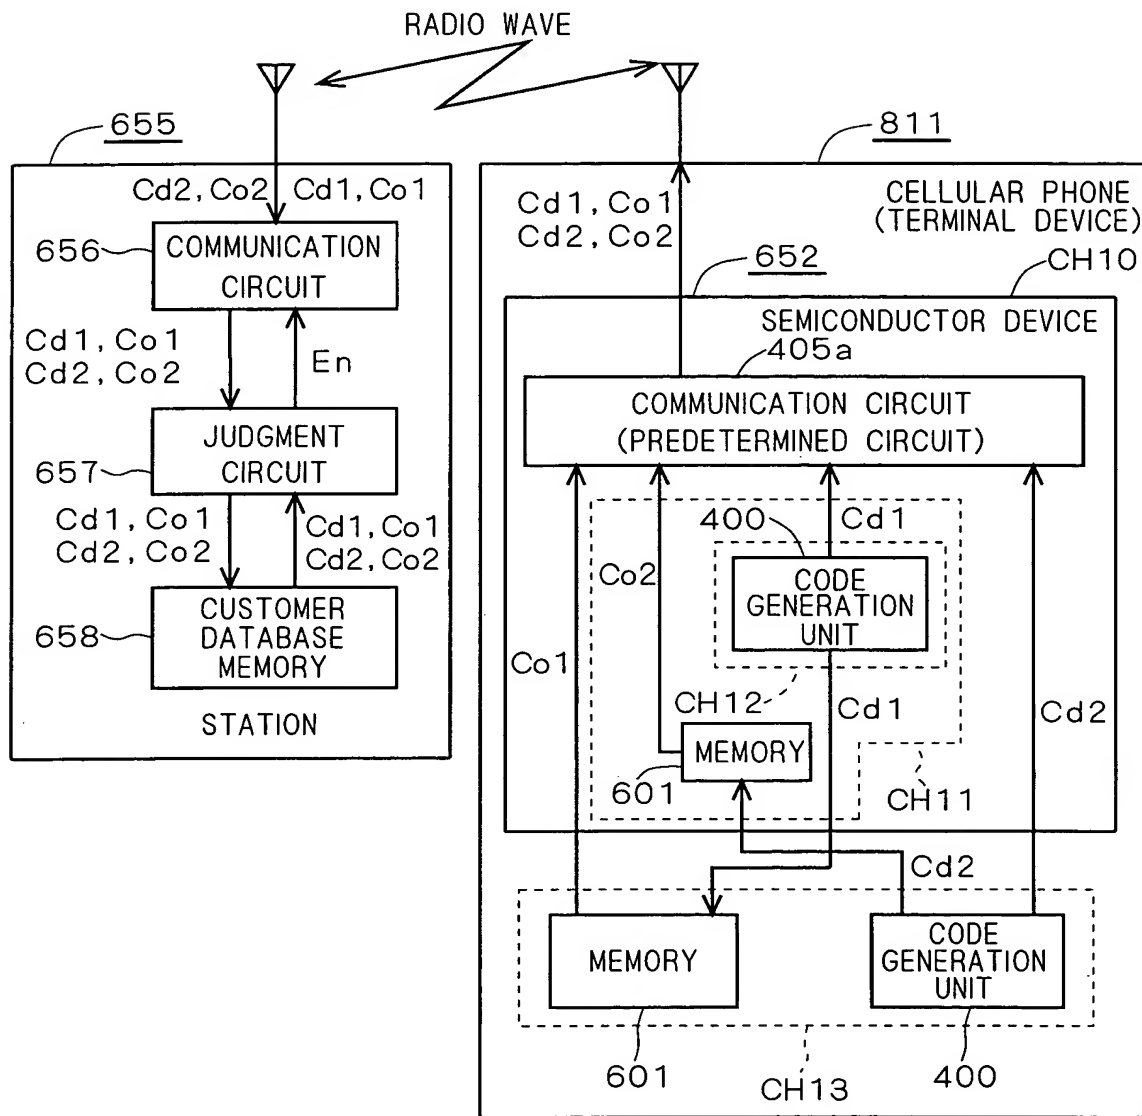 RADIO WAVE
655
Cd2, Co2
Cd1, Co1
656
COMMUNICATION
CIRCUIT
Cd1, Co1
Cd2, Co2
En
657
JUDGMENT
CIRCUIT
Cd1, Co1
Cd2, Co2
Cd1, Co1
Cd2, Co2
658
CUSTOMER
DATABASE
MEMORY
STATION
811
CELLULAR PHONE
(TERMINAL DEVICE)
Cd1, Co1
Cd2, Co2
652
CH10
SEMICONDUCTOR DEVICE
405a
COMMUNICATION CIRCUIT
(PREDETERMINED CIRCUIT)
400
Cd1
Co2
CODE
GENERATION
UNIT
Co1
CH12
Cd1
Cd2
MEMORY
601
CH11
Cd2
MEMORY
CODE
GENERATION
UNIT
601
CH13
400